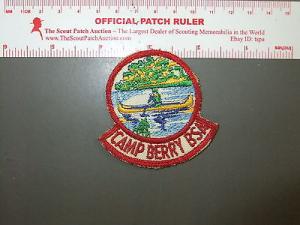 OFFICIAL PATCH RULER
The Scout Patch Auction - The Largest Dealer of Scouting Memorabilia in the World
www.TheScoutPatchAuction.com
Ebay ID: tspa
CAMP BERRY BSA